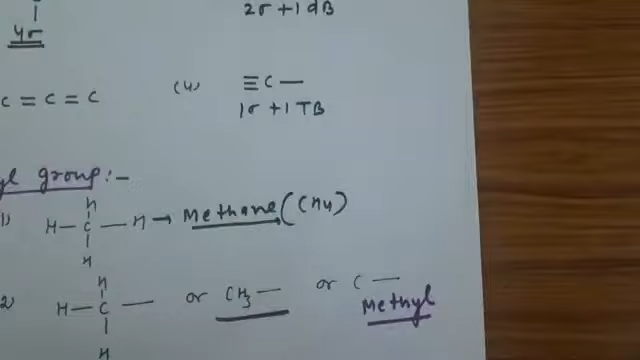 4σ
2σ + 1 dB
C = C = C
(4) ≡C—
1σ + 1 TB
yl group:-
1) H—C—H → Methane (CH4)
H
H
2) H—C— or CH3— or C—
H
H
Methyl